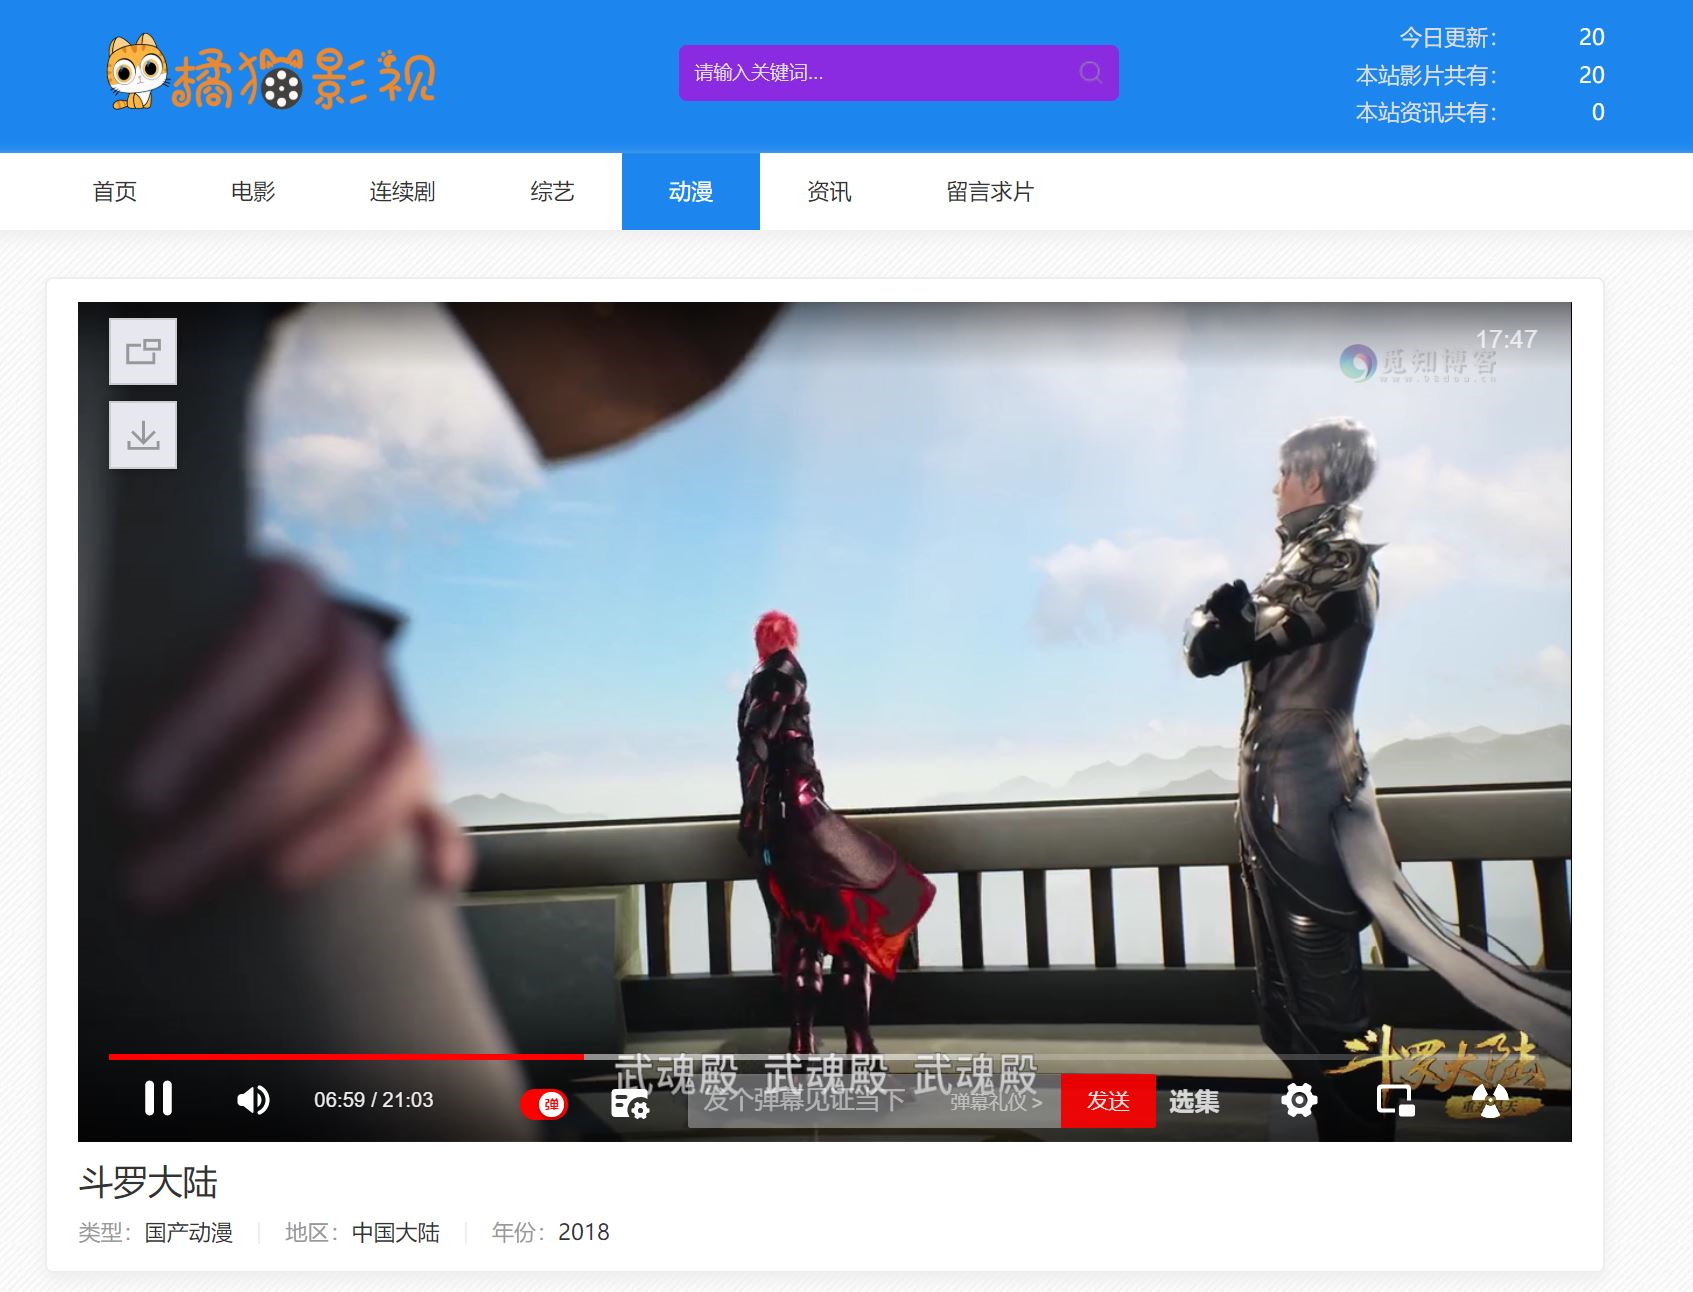 橘猫影视
请输入关键词...
今日更新： 20
本站影片共有： 20
本站资讯共有： 0
首页 电影 连续剧 综艺 动漫 资讯 留言求片
17:47
觅知博客
斗罗大陆
武魂殿 武魂殿 武魂殿
06:59 / 21:03
弹
发个弹幕见证当下
弹幕礼仪 >
发送
选集
斗罗大陆
类型： 国产动漫 地区： 中国大陆 年份： 2018